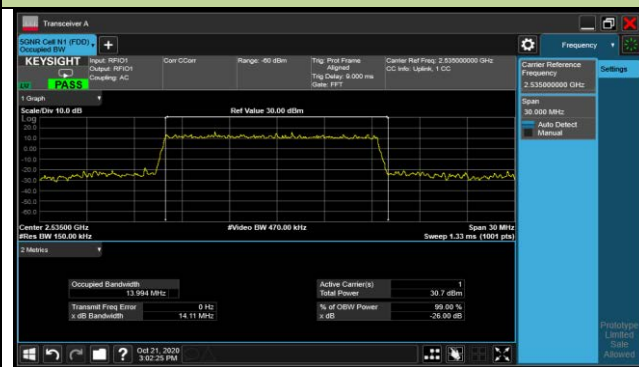 Transceiver A
5GNR Cell N1 (FDD)
Occupied BW
Frequency
KEYSIGHT
PASS
Input: RFIO1
Output: RFIO1
Coupling: AC
Corr CCorr
Range: -60 dBm
Trig: Prot Frame
Aligned
Trig Delay: 9.000 ms
Gate: FFT
Carrier Ref Freq: 2.535000000 GHz
CC Info: Uplink, 1 CC
Carrier Reference
Frequency
2.535000000 GHz
Settings
Span
30.000 MHz
Auto Detect
Manual
1 Graph
Scale/Div 10.0 dB
Ref Value 30.00 dBm
Log
20.0
10.0
0.00
-10.0
-20.0
-30.0
-40.0
-50.0
-60.0
Center 2.53500 GHz
#Video BW 470.00 kHz
Span 30 MHz
#Res BW 150.00 kHz
Sweep 1.33 ms (1001 pts)
2 Metrics
Occupied Bandwidth
13.994 MHz
Active Carrier(s)
1
Total Power
30.7 dBm
Transmit Freq Error
0 Hz
% of OBW Power
99.00 %
x dB Bandwidth
14.11 MHz
x dB
-26.00 dB
Prototype
Limited
Sale
Allowed
Oct 21, 2020
3:02:25 PM